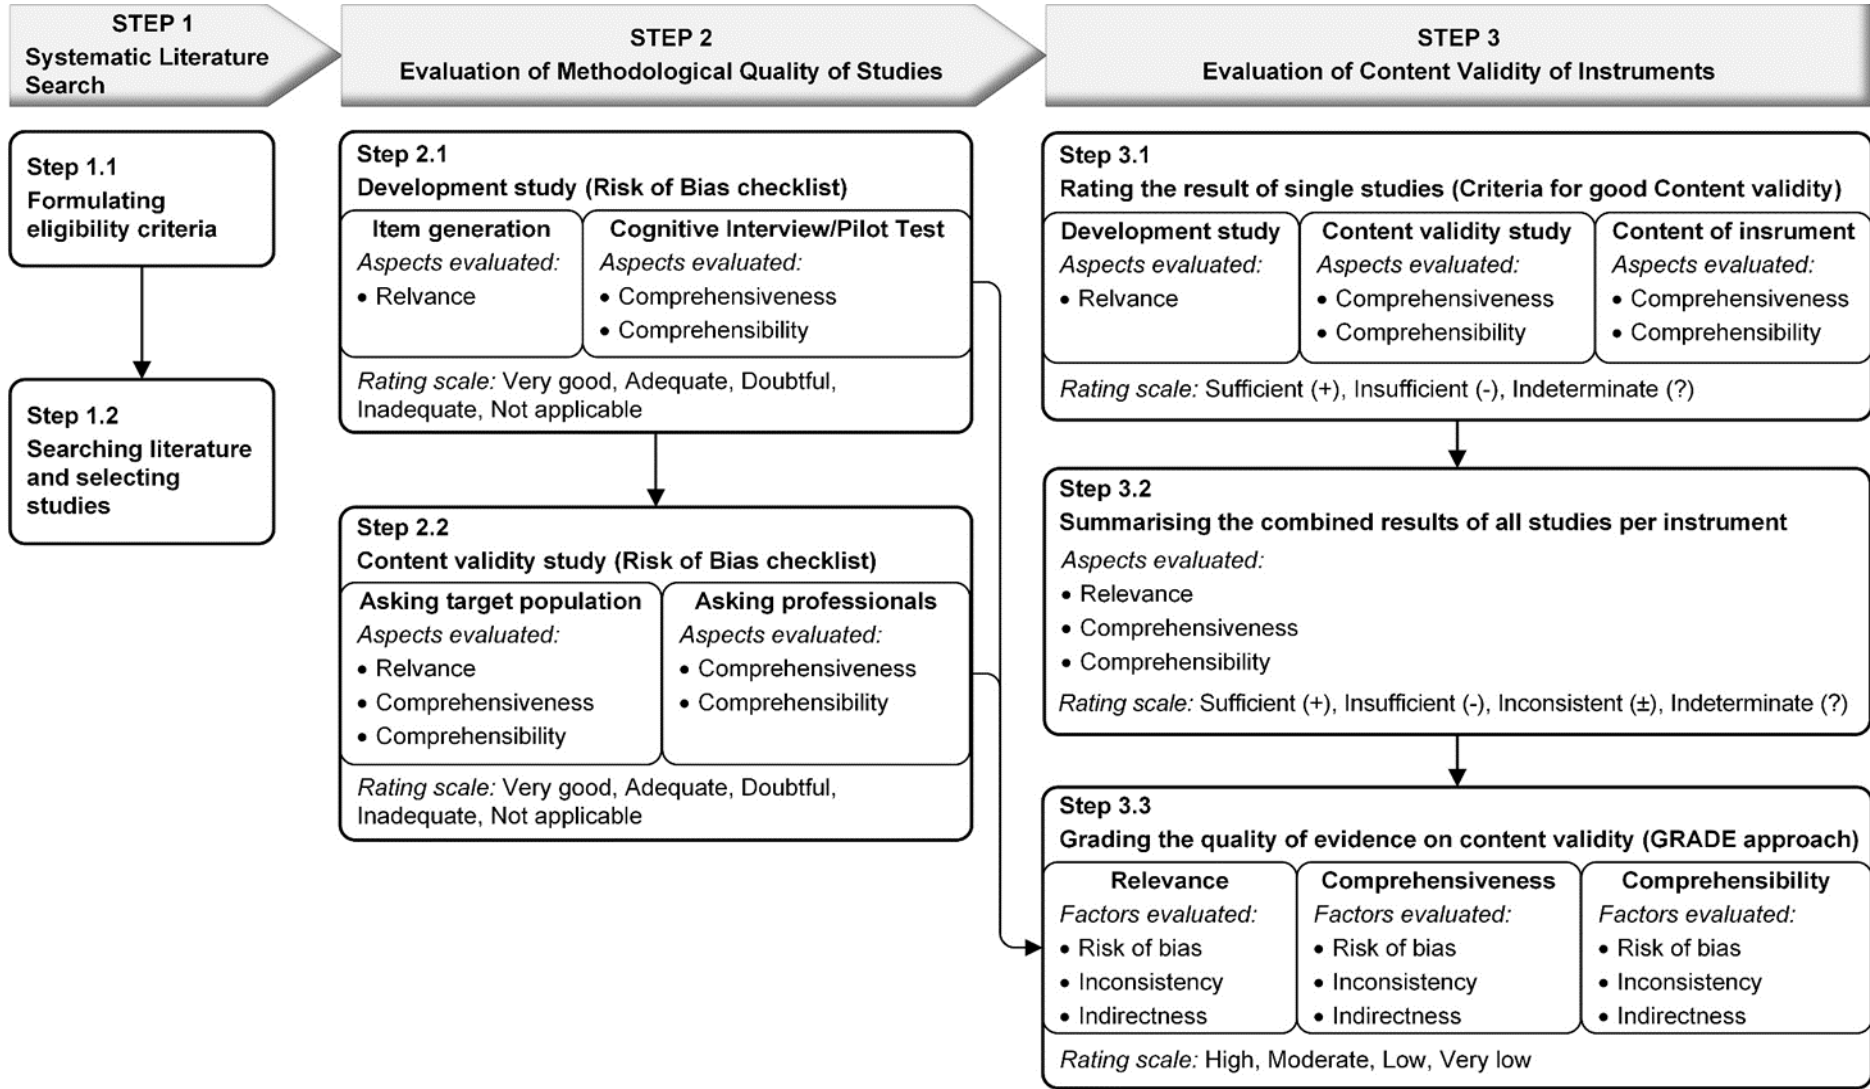 STEP 1
Systematic Literature
Search
STEP 2
Evaluation of Methodological Quality of Studies
STEP 3
Evaluation of Content Validity of Instruments
Step 1.1
Formulating
eligibility criteria
Step 1.2
Searching literature
and selecting
studies
Step 2.1
Development study (Risk of Bias checklist)
Item generation
Aspects evaluated:
• Relvance
Cognitive Interview/Pilot Test
Aspects evaluated:
• Comprehensiveness
• Comprehensibility
Rating scale: Very good, Adequate, Doubtful,
Inadequate, Not applicable
Step 2.2
Content validity study (Risk of Bias checklist)
Asking target population
Aspects evaluated:
• Relvance
• Comprehensiveness
• Comprehensibility
Asking professionals
Aspects evaluated:
• Comprehensiveness
• Comprehensibility
Rating scale: Very good, Adequate, Doubtful,
Inadequate, Not applicable
Step 3.1
Rating the result of single studies (Criteria for good Content validity)
Development study
Aspects evaluated:
• Relvance
Content validity study
Aspects evaluated:
• Comprehensiveness
• Comprehensibility
Content of insrument
Aspects evaluated:
• Comprehensiveness
• Comprehensibility
Rating scale: Sufficient (+), Insufficient (-), Indeterminate (?)
Step 3.2
Summarising the combined results of all studies per instrument
Aspects evaluated:
• Relevance
• Comprehensiveness
• Comprehensibility
Rating scale: Sufficient (+), Insufficient (-), Inconsistent (±), Indeterminate (?)
Step 3.3
Grading the quality of evidence on content validity (GRADE approach)
Relevance
Factors evaluated:
• Risk of bias
• Inconsistency
• Indirectness
Comprehensiveness
Factors evaluated:
• Risk of bias
• Inconsistency
• Indirectness
Comprehensibility
Factors evaluated:
• Risk of bias
• Inconsistency
• Indirectness
Rating scale: High, Moderate, Low, Very low